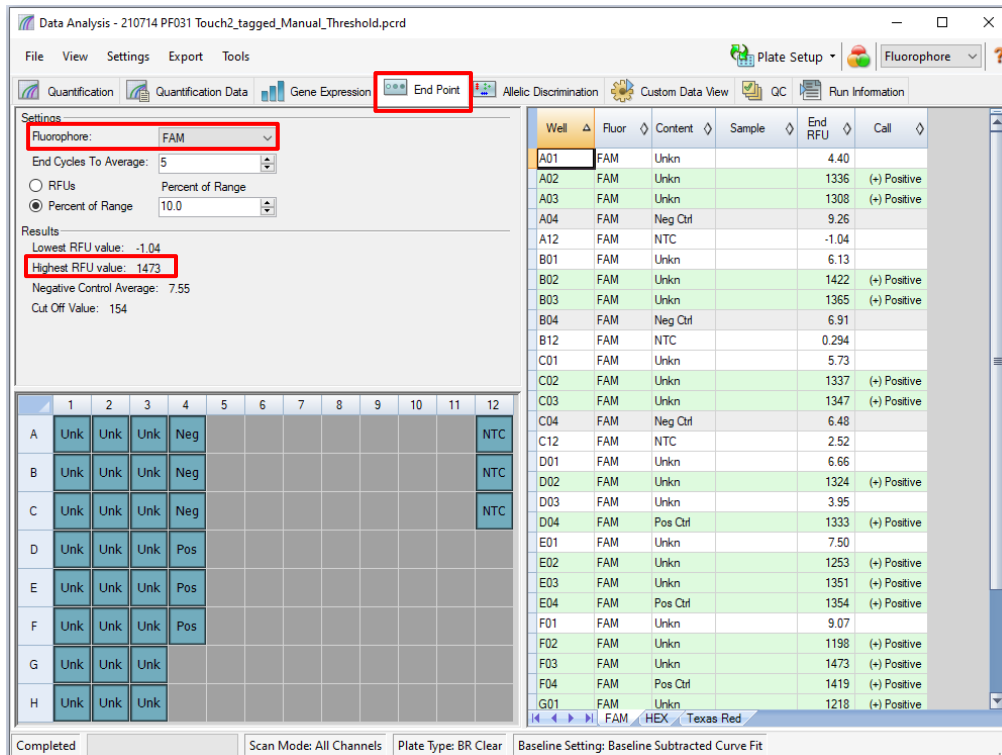 Data Analysis - 210714 PF031 Touch2_tagged_Manual_Threshold.pcrd
File View Settings Export Tools Plate Setup Fluorophore ?
Quantification Quantification Data Gene Expression End Point Allelic Discrimination Custom Data View QC Run Information
Settings
Fluorophore: FAM
End Cycles To Average: 5
RFUs Percent of Range
Percent of Range 10.0
Results
Lowest RFU value: -1.04
Highest RFU value: 1473
Negative Control Average: 7.55
Cut Off Value: 154
1 2 3 4 5 6 7 8 9 10 11 12
A Unk Unk Unk Neg NTC
B Unk Unk Unk Neg NTC
C Unk Unk Unk Neg NTC
D Unk Unk Unk Pos
E Unk Unk Unk Pos
F Unk Unk Unk Pos
G Unk Unk Unk
H Unk Unk Unk
Well Fluor Content Sample End RFU Call
A01 FAM Unkn 4.40
A02 FAM Unkn 1336 (+) Positive
A03 FAM Unkn 1308 (+) Positive
A04 FAM Neg Ctrl 9.26
A12 FAM NTC -1.04
B01 FAM Unkn 6.13
B02 FAM Unkn 1422 (+) Positive
B03 FAM Unkn 1365 (+) Positive
B04 FAM Neg Ctrl 6.91
B12 FAM NTC 0.294
C01 FAM Unkn 5.73
C02 FAM Unkn 1337 (+) Positive
C03 FAM Unkn 1347 (+) Positive
C04 FAM Neg Ctrl 6.48
C12 FAM NTC 2.52
D01 FAM Unkn 6.66
D02 FAM Unkn 1324 (+) Positive
D03 FAM Unkn 3.95
D04 FAM Pos Ctrl 1333 (+) Positive
E01 FAM Unkn 7.50
E02 FAM Unkn 1253 (+) Positive
E03 FAM Unkn 1351 (+) Positive
E04 FAM Pos Ctrl 1354 (+) Positive
F01 FAM Unkn 9.07
F02 FAM Unkn 1198 (+) Positive
F03 FAM Unkn 1473 (+) Positive
F04 FAM Pos Ctrl 1419 (+) Positive
G01 FAM Unkn 1218 (+) Positive
FAM HEX Texas Red
Completed Scan Mode: All Channels Plate Type: BR Clear Baseline Setting: Baseline Subtracted Curve Fit